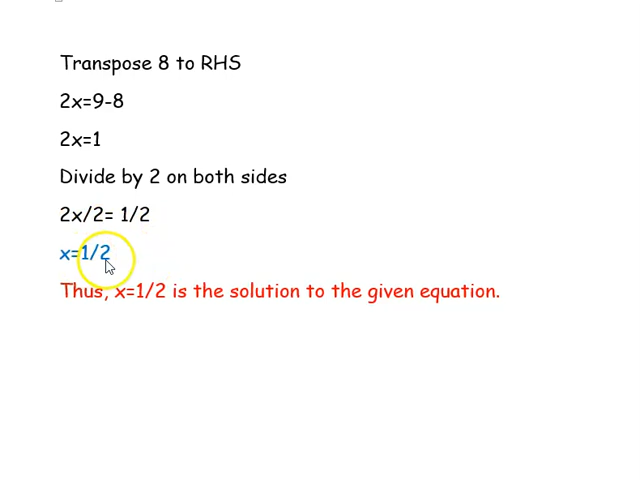 Transpose 8 to RHS
2x=9-8
2x=1
Divide by 2 on both sides
2x/2= 1/2
x=1/2
Thus, x=1/2 is the solution to the given equation.